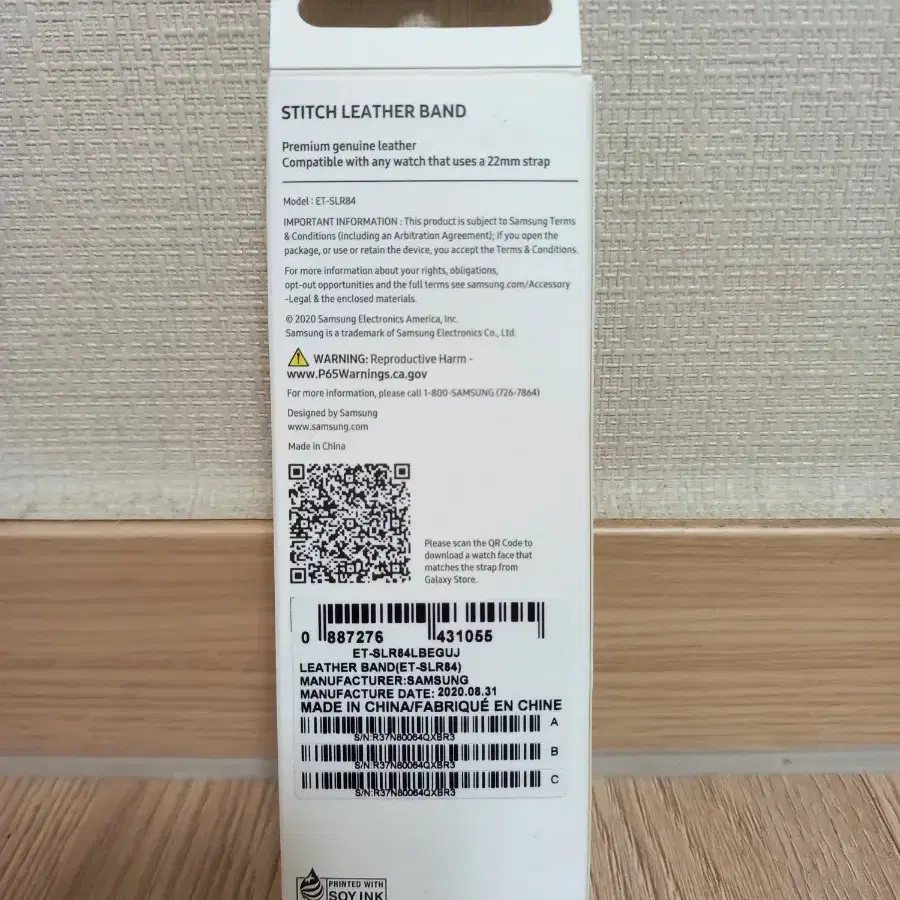 STITCH LEATHER BAND
Premium genuine leather
Compatible with any watch that uses a 22mm strap
Model : ET-SLR84
IMPORTANT INFORMATION : This product is subject to Samsung Terms
& Conditions (including an Arbitration Agreement); if you open the
package, or use or retain the device, you accept the Terms & Conditions.
For more information about your rights, obligations,
opt-out opportunities and the full terms see samsung.com/Accessory
-Legal & the enclosed materials.
© 2020 Samsung Electronics America, Inc.
Samsung is a trademark of Samsung Electronics Co., Ltd.
WARNING: Reproductive Harm -
www.P65Warnings.ca.gov
For more information, please call 1-800-SAMSUNG (726-7864)
Designed by Samsung
www.samsung.com
Made in China
Please scan the QR Code to
download a watch face that
matches the strap from
Galaxy Store.
0 887276 431055
ET-SLR84LBEGUJ
LEATHER BAND(ET-SLR84)
MANUFACTURER:SAMSUNG
MANUFACTURE DATE: 2020.08.31
MADE IN CHINA/FABRIQUÉ EN CHINE
A
S/N:R37N80064QXBR3
B
S/N:R37N80064QXBR3
C
S/N:R37N80064QXBR3
PRINTED WITH
SOY INK